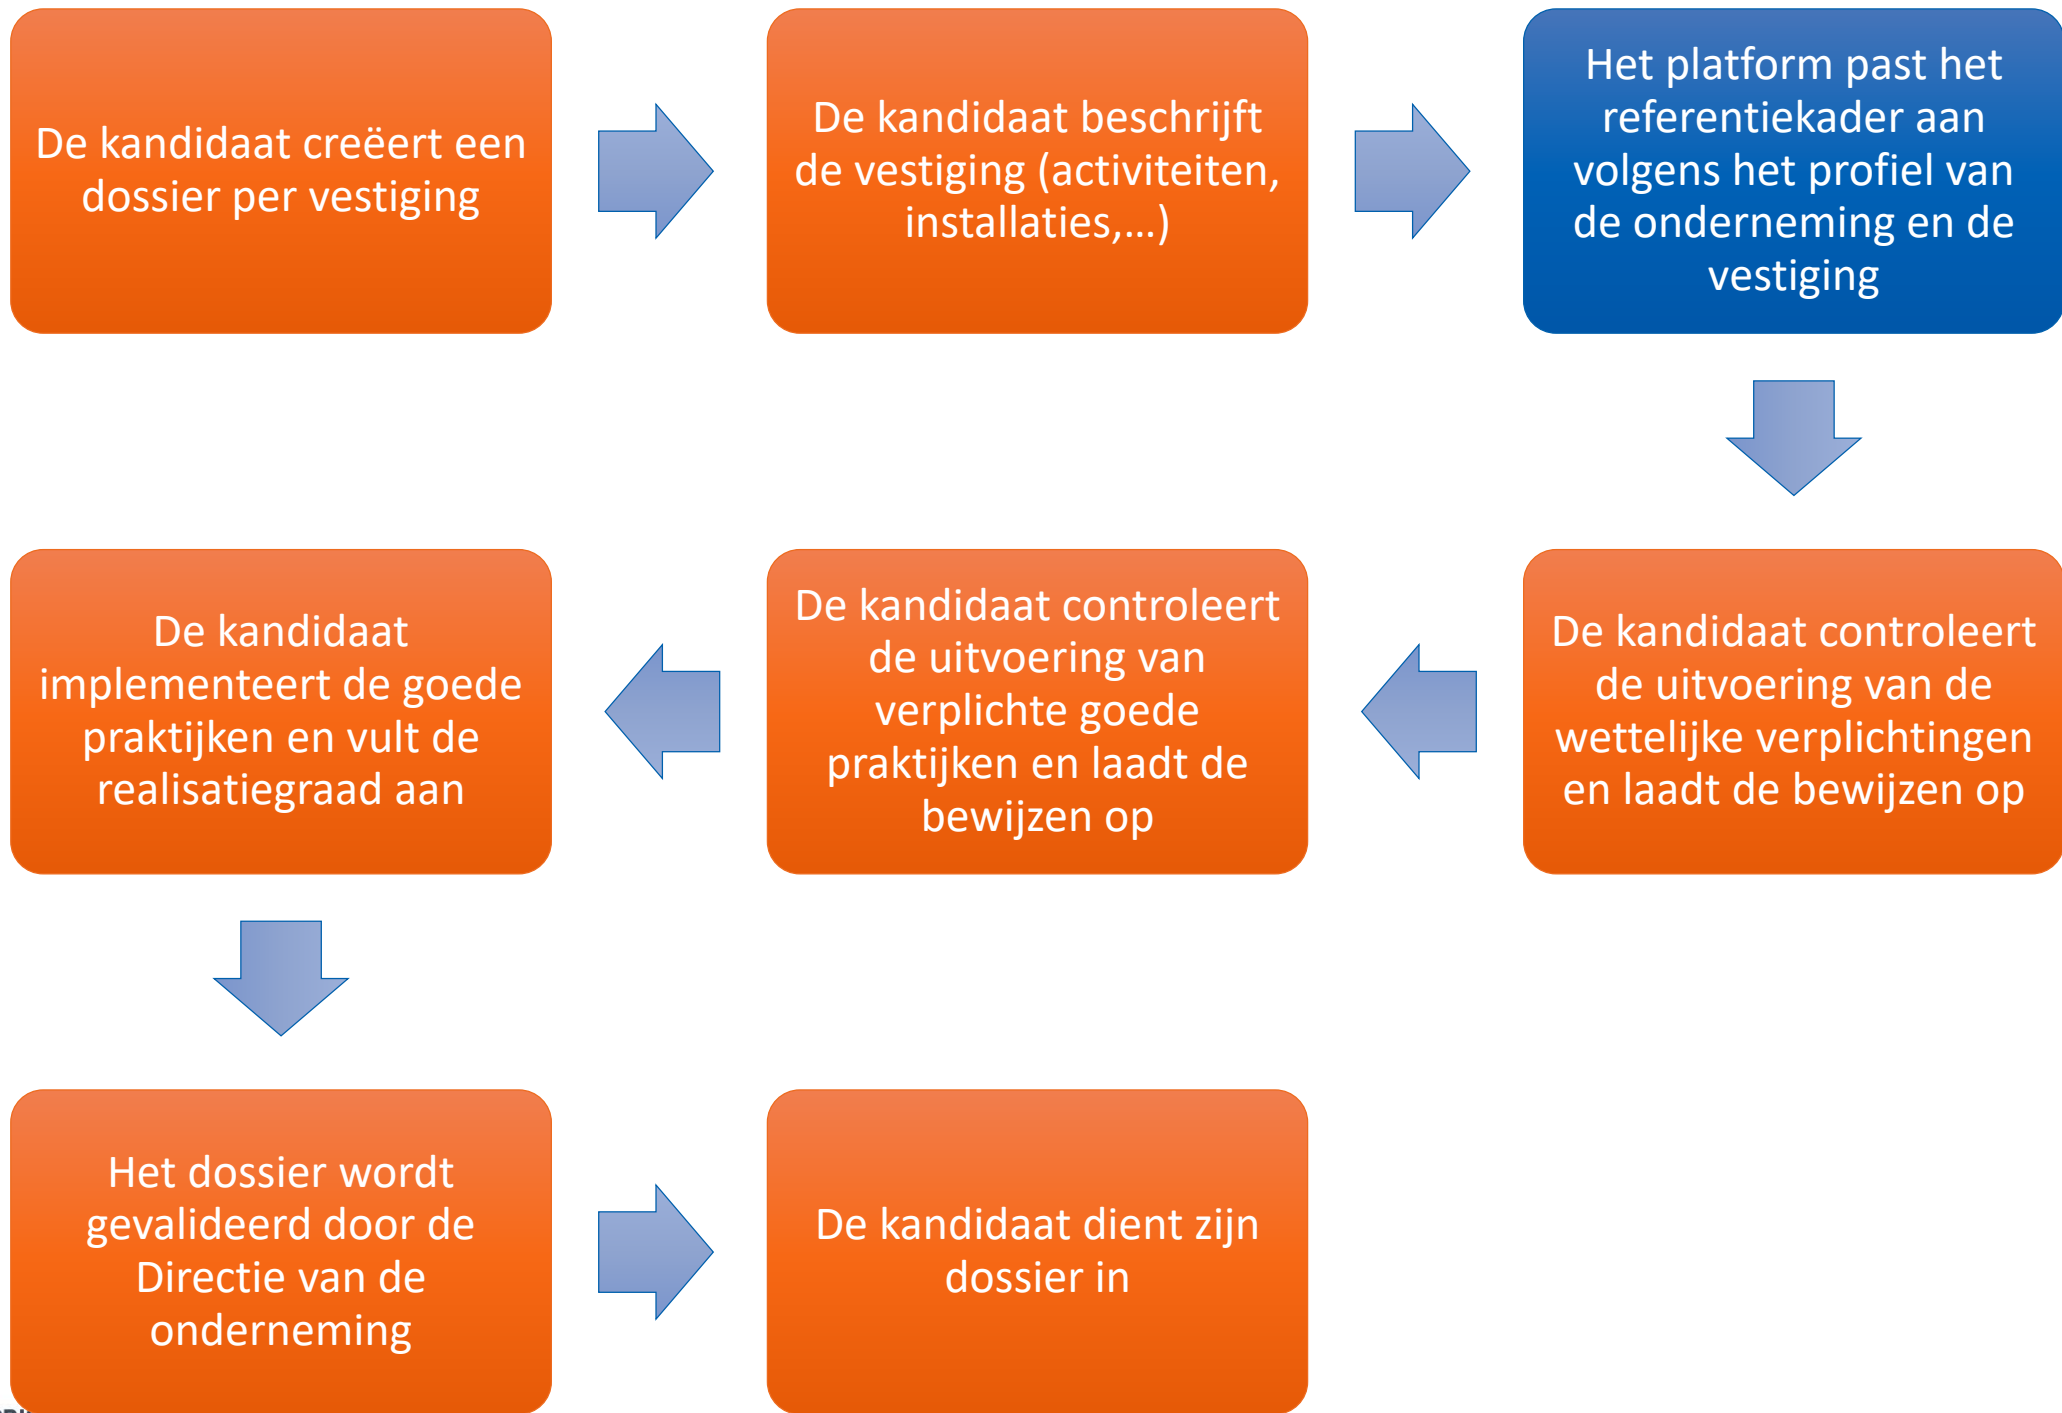 De kandidaat creëert een
dossier per vestiging
De kandidaat beschrijft
de vestiging (activiteiten,
installaties,...)
Het platform past het
referentiekader aan
volgens het profiel van
de onderneming en de
vestiging
De kandidaat controleert
de uitvoering van de
wettelijke verplichtingen
en laadt de bewijzen op
De kandidaat controleert
de uitvoering van
verplichte goede
praktijken en laadt de
bewijzen op
De kandidaat
implementeert de goede
praktijken en vult de
realisatiegraad aan
Het dossier wordt
gevalideerd door de
Directie van de
onderneming
De kandidaat dient zijn
dossier in